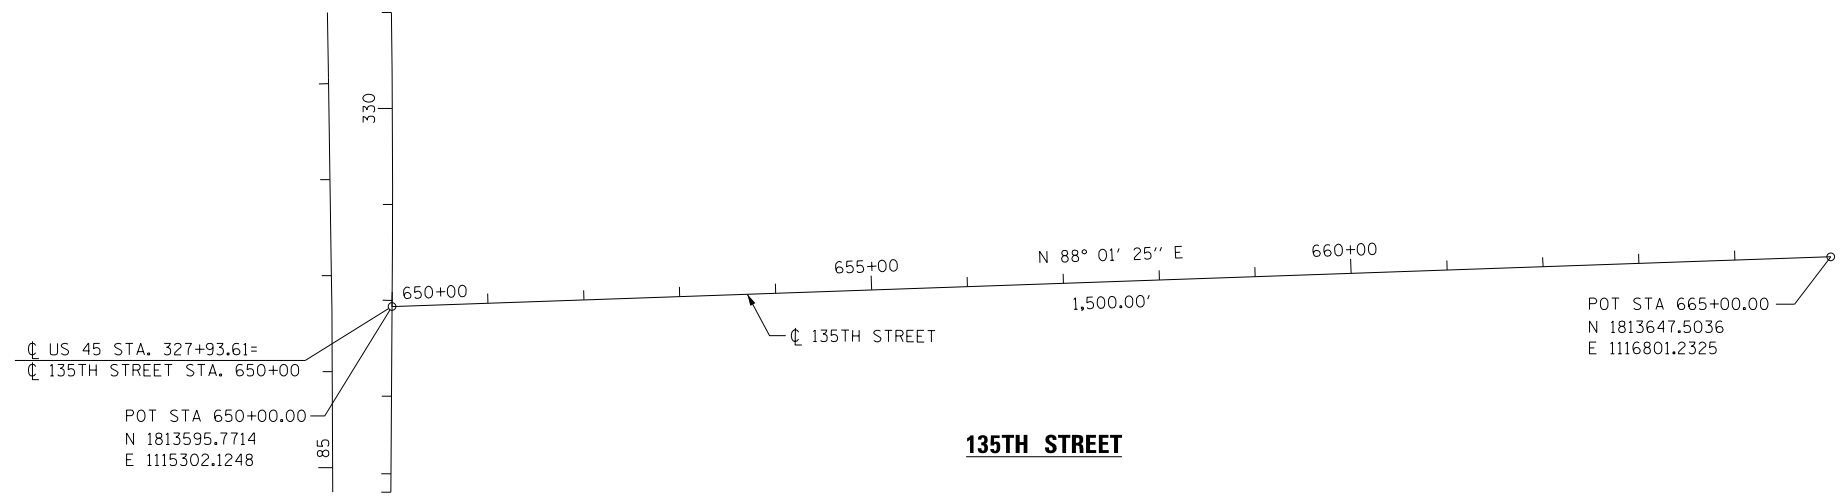 330
650+00
655+00
N 88° 01' 25'' E
660+00
1,500.00'
℄ 135TH STREET
POT STA 665+00.00
N 1813647.5036
E 1116801.2325
℄ US 45 STA. 327+93.61=
℄ 135TH STREET STA. 650+00
POT STA 650+00.00
N 1813595.7714
E 1115302.1248
85
135TH STREET